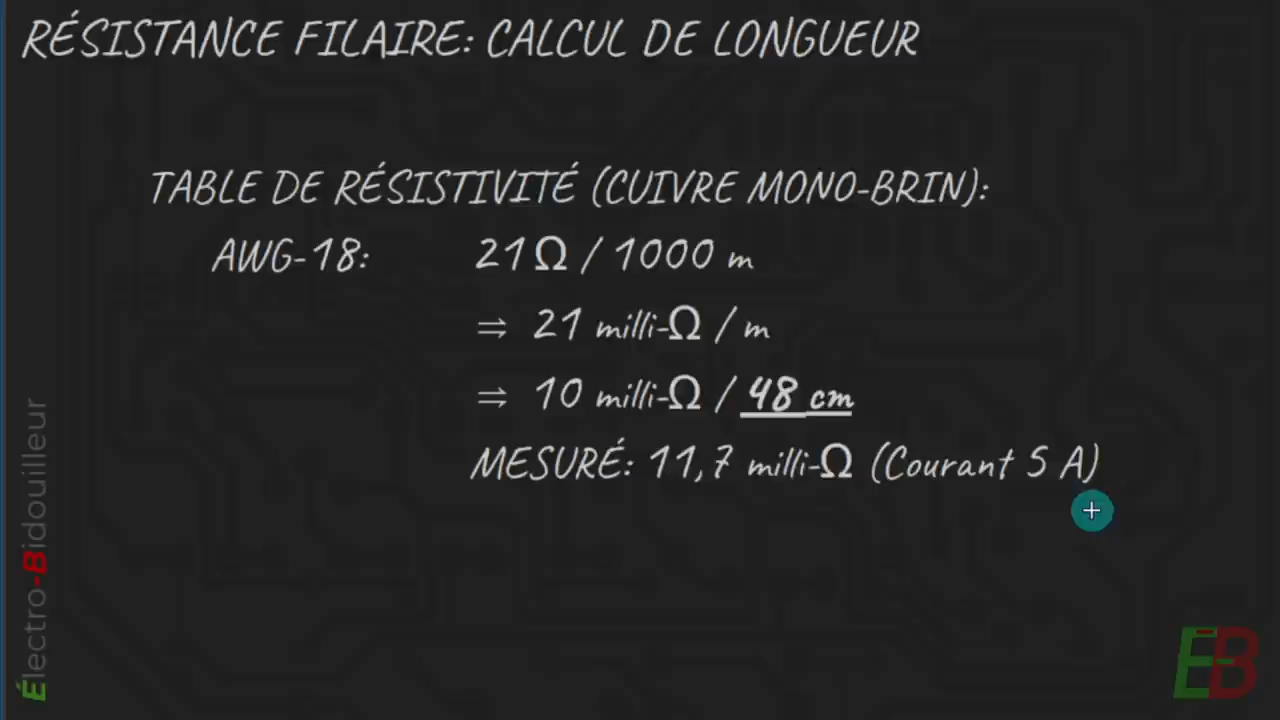 RÉSISTANCE FILAIRE: CALCUL DE LONGUEUR
TABLE DE RÉSISTIVITÉ (CUIVRE MONO-BRIN):
AWG-18: 21Ω / 1000 m
⇒ 21 milli-Ω / m
⇒ 10 milli-Ω / 48 cm
MESURÉ: 11,7 milli-Ω (Courant 5 A)
Électro-Bidouilleur
ÉB